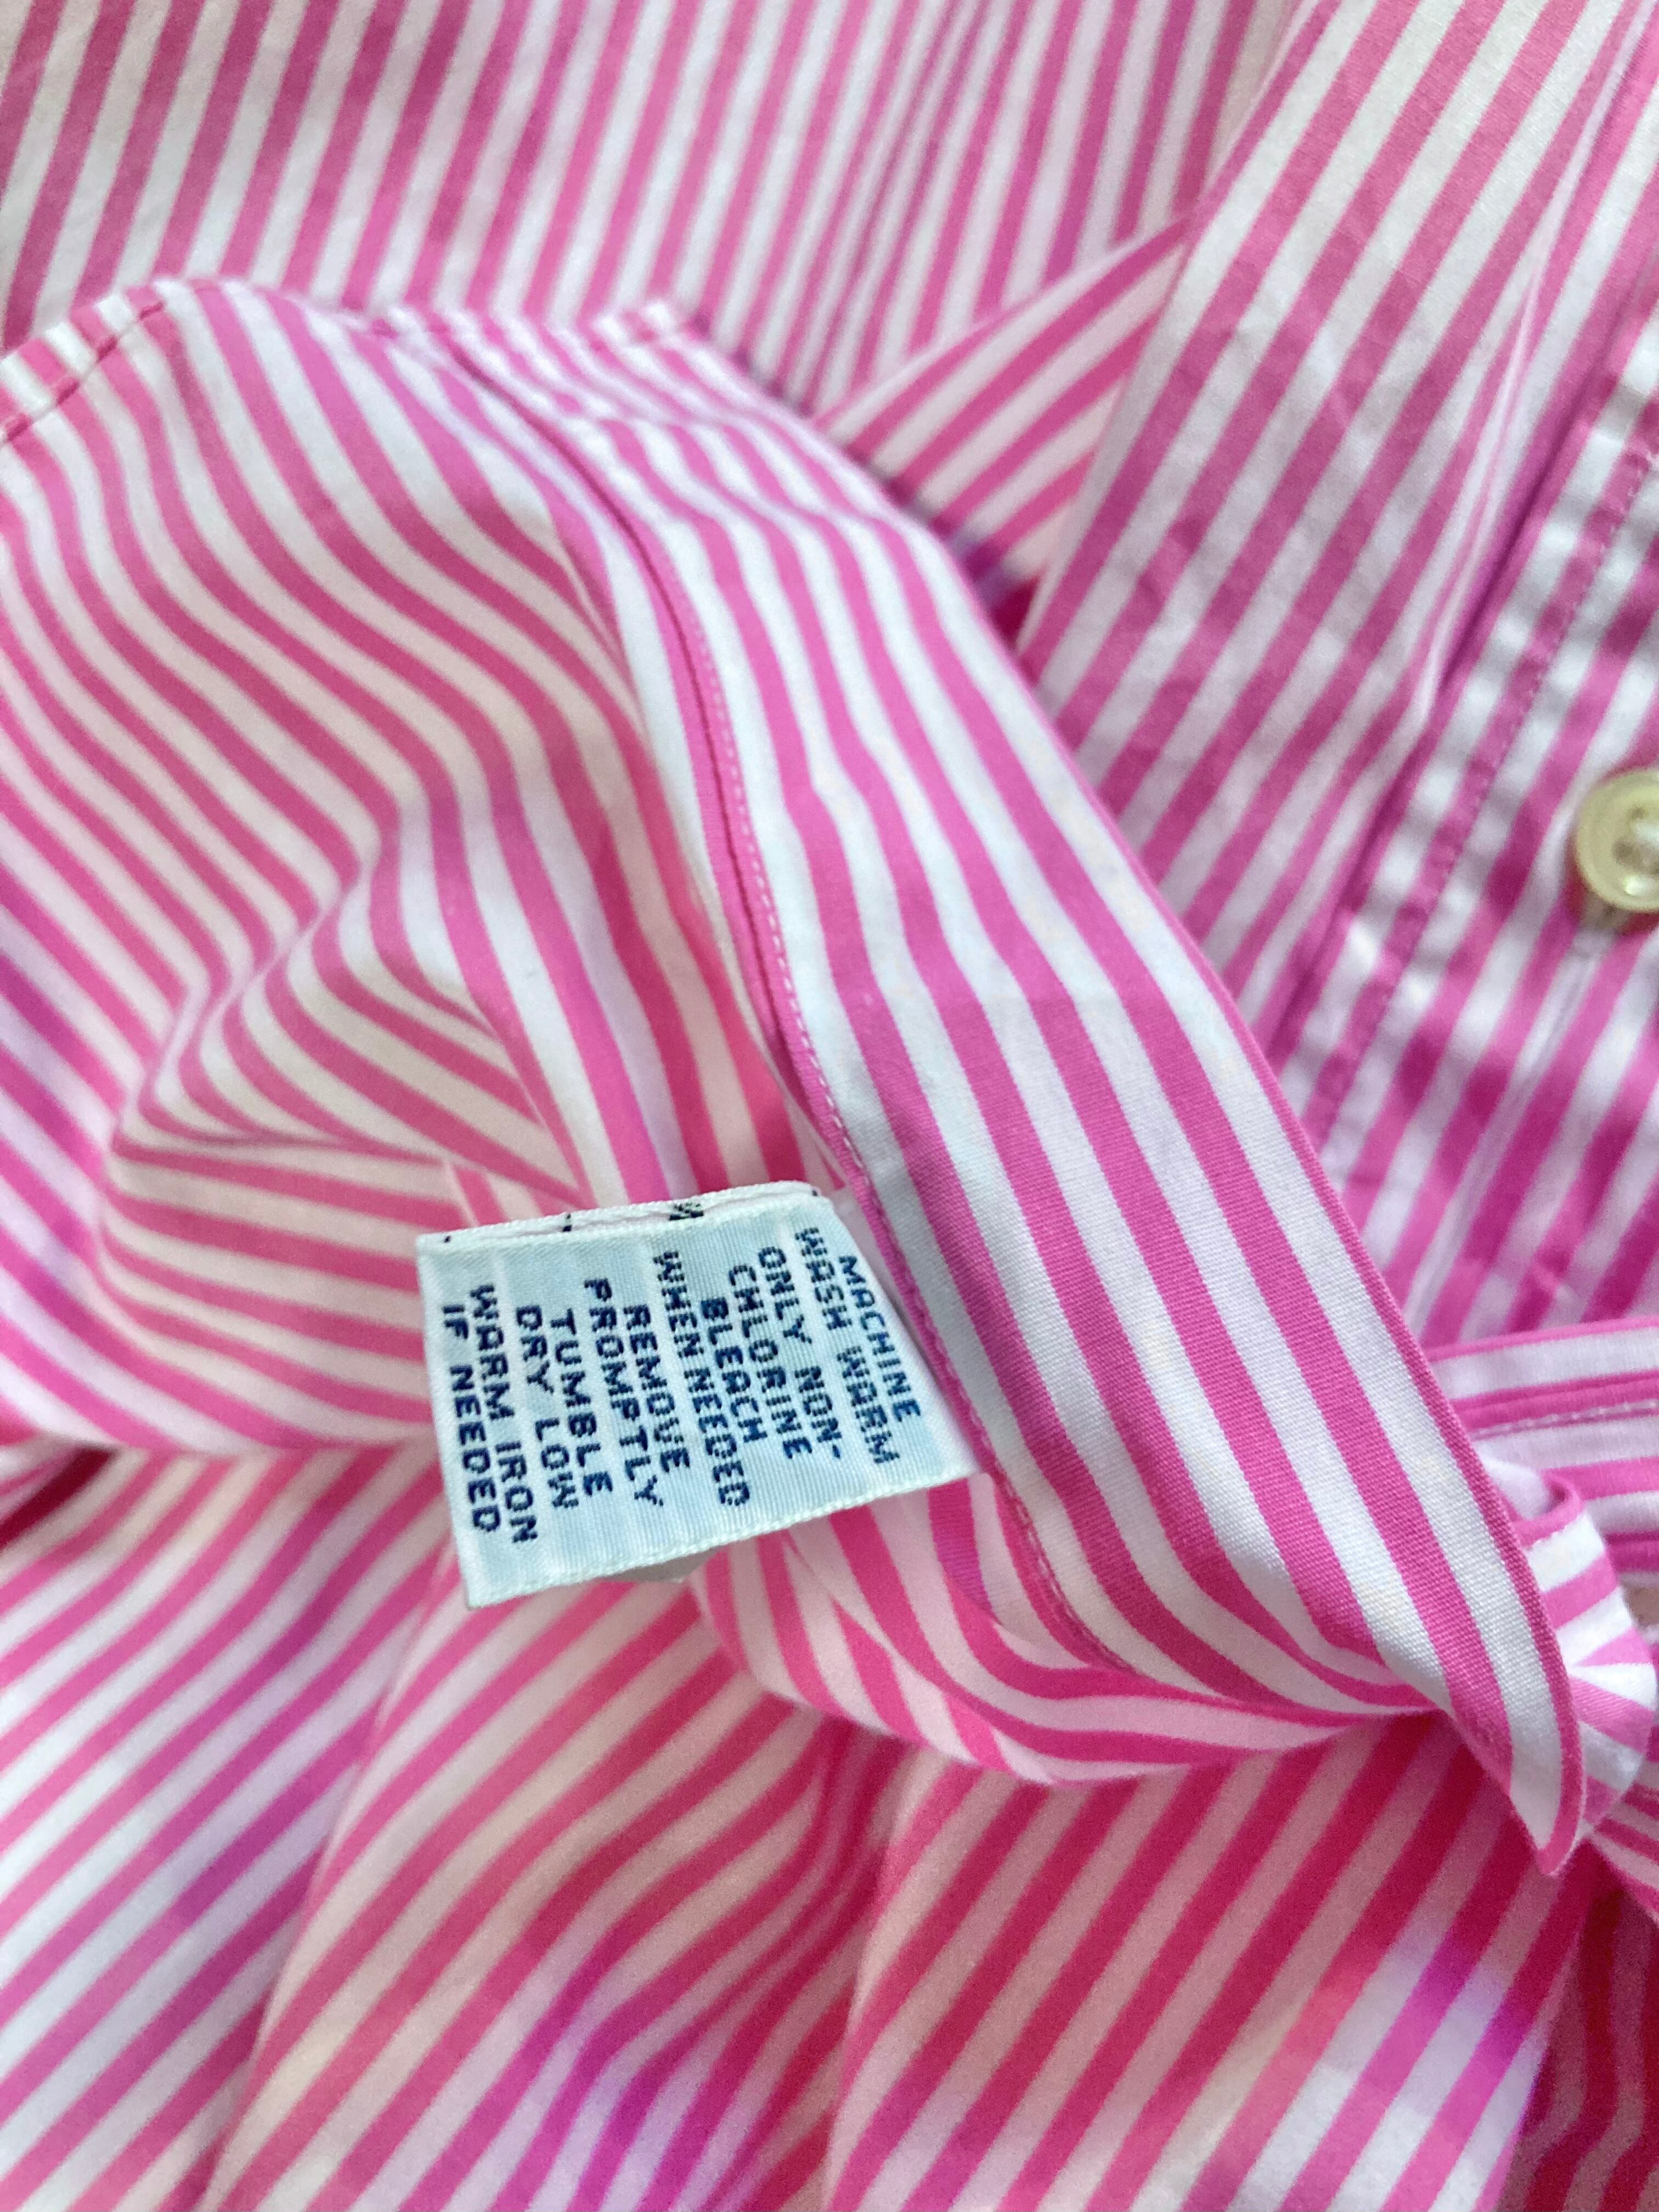 MACHINE
WASH WARM
ONLY NON-
CHLORINE
BLEACH
WHEN NEEDED
REMOVE
PROMPTLY
TUMBLE
DRY LOW
WARM IRON
IF NEEDED